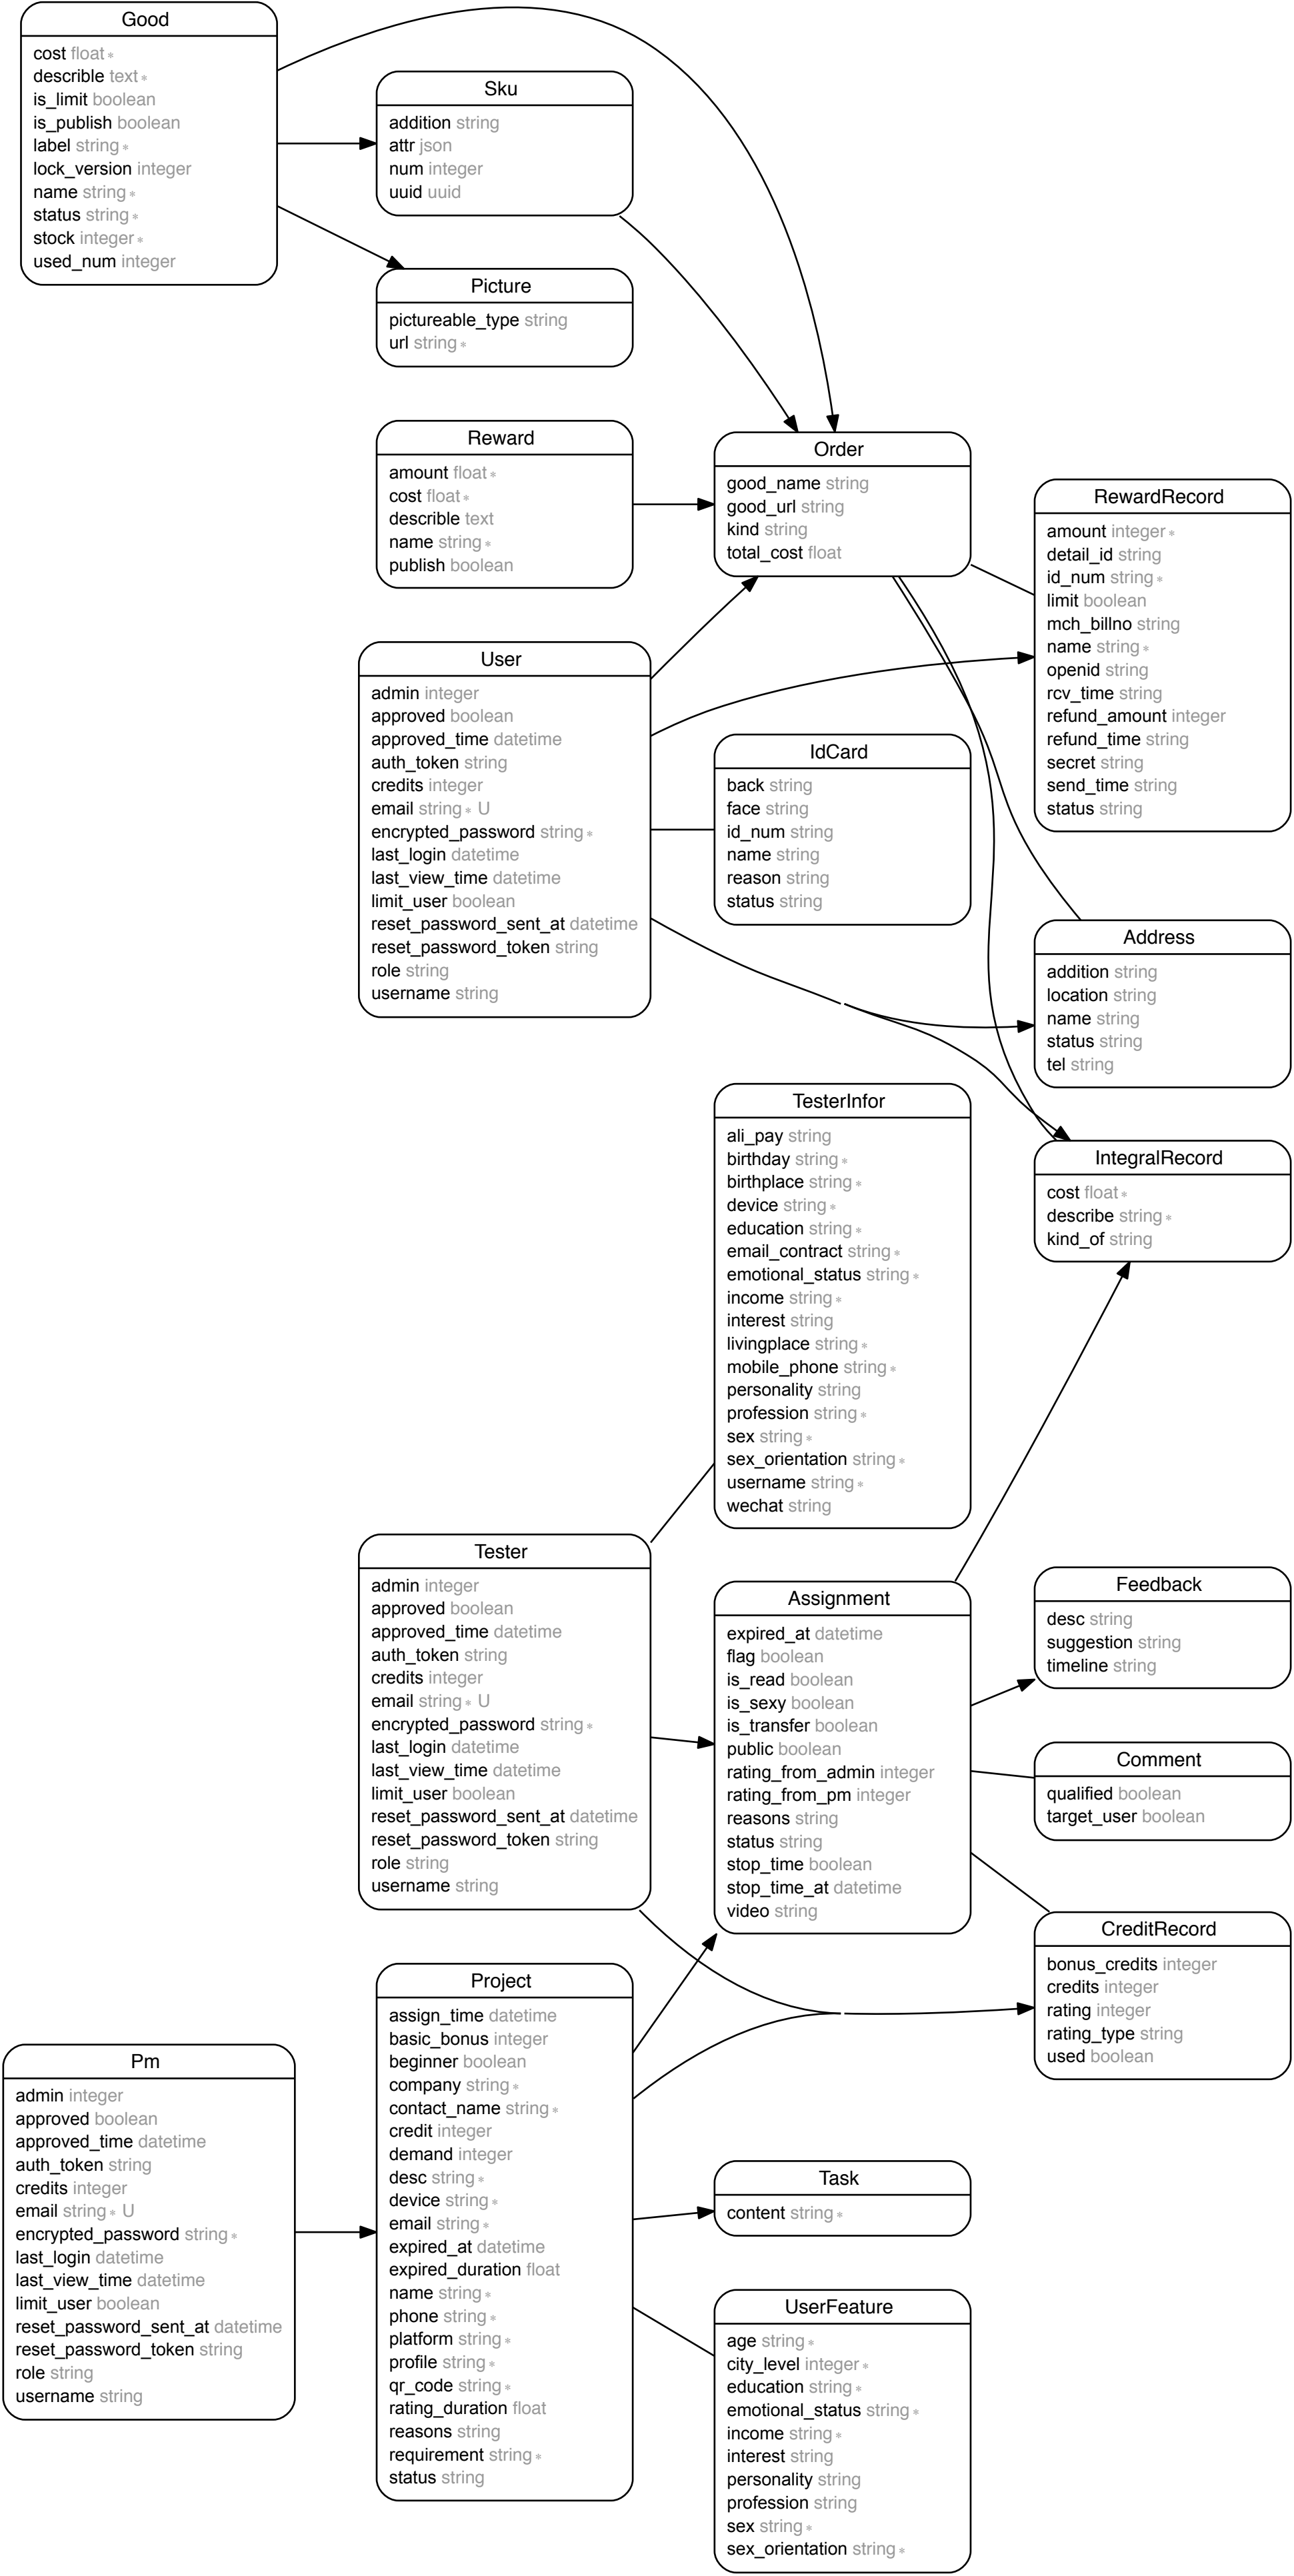 Good
cost float *
describle text *
is_limit boolean
is_publish boolean
label string *
lock_version integer
name string *
status string *
stock integer *
used_num integer
Sku
addition string
attr json
num integer
uuid uuid
Picture
pictureable_type string
url string *
Reward
amount float *
cost float *
describle text
name string *
publish boolean
Order
good_name string
good_url string
kind string
total_cost float
RewardRecord
amount integer *
detail_id string
id_num string *
limit boolean
mch_billno string
name string *
openid string
rcv_time string
refund_amount integer
refund_time string
secret string
send_time string
status string
User
admin integer
approved boolean
approved_time datetime
auth_token string
credits integer
email string * U
encrypted_password string *
last_login datetime
last_view_time datetime
limit_user boolean
reset_password_sent_at datetime
reset_password_token string
role string
username string
IdCard
back string
face string
id_num string
name string
reason string
status string
Address
addition string
location string
name string
status string
tel string
TesterInfor
ali_pay string
birthday string *
birthplace string *
device string *
education string *
email_contract string *
emotional_status string *
income string *
interest string
livingplace string *
mobile_phone string *
personality string
profession string *
sex string *
sex_orientation string *
username string *
wechat string
IntegralRecord
cost float *
describe string *
kind_of string
Tester
admin integer
approved boolean
approved_time datetime
auth_token string
credits integer
email string * U
encrypted_password string *
last_login datetime
last_view_time datetime
limit_user boolean
reset_password_sent_at datetime
reset_password_token string
role string
username string
Assignment
expired_at datetime
flag boolean
is_read boolean
is_sexy boolean
is_transfer boolean
public boolean
rating_from_admin integer
rating_from_pm integer
reasons string
status string
stop_time boolean
stop_time_at datetime
video string
Feedback
desc string
suggestion string
timeline string
Comment
qualified boolean
target_user boolean
CreditRecord
bonus_credits integer
credits integer
rating integer
rating_type string
used boolean
Pm
admin integer
approved boolean
approved_time datetime
auth_token string
credits integer
email string * U
encrypted_password string *
last_login datetime
last_view_time datetime
limit_user boolean
reset_password_sent_at datetime
reset_password_token string
role string
username string
Project
assign_time datetime
basic_bonus integer
beginner boolean
company string *
contact_name string *
credit integer
demand integer
desc string *
device string *
email string *
expired_at datetime
expired_duration float
name string *
phone string *
platform string *
profile string *
qr_code string *
rating_duration float
reasons string
requirement string *
status string
Task
content string *
UserFeature
age string *
city_level integer *
education string *
emotional_status string *
income string *
interest string
personality string
profession string
sex string *
sex_orientation string *